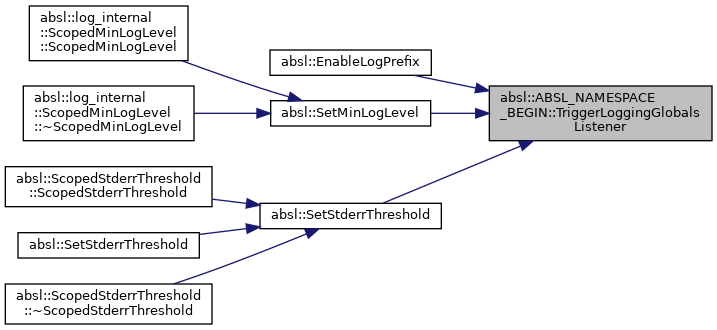 absl::log_internal
::ScopedMinLogLevel
::ScopedMinLogLevel
absl::EnableLogPrefix
absl::log_internal
::ScopedMinLogLevel
::~ScopedMinLogLevel
absl::SetMinLogLevel
absl::ABSL_NAMESPACE
_BEGIN::TriggerLoggingGlobals
Listener
absl::ScopedStderrThreshold
::ScopedStderrThreshold
absl::SetStderrThreshold
absl::SetStderrThreshold
absl::ScopedStderrThreshold
::~ScopedStderrThreshold